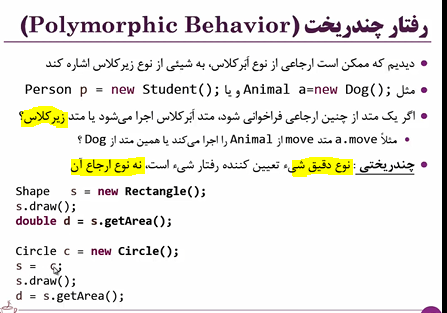 رفتار چندریخت (Polymorphic Behavior)
دیدیم که ممکن است ارجاعی از نوع اَبَرکلاس، به شیئی از نوع زیرکلاس اشاره کند
مثل Animal a=new Dog(); و یا Person p = new Student();
اگر یک متد از چنین ارجاعی فراخوانی شود، متد اَبَرکلاس اجرا می‌شود یا متد زیرکلاس؟
مثلاً a.move متد move از Animal را اجرا می‌کند یا همین متد از Dog ؟
چندریختی : نوع دقیق شیء تعیین کننده رفتار شیء است، نه نوع ارجاع آن
Shape s = new Rectangle();
s.draw();
double d = s.getArea();
Circle c = new Circle();
s = c;
s.draw();
d = s.getArea();